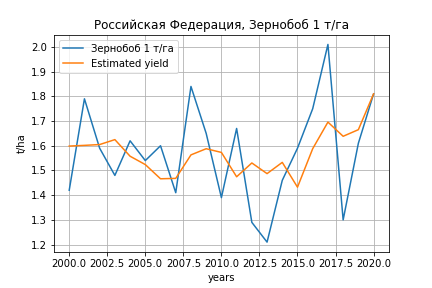 Российская Федерация, Зернобоб 1 т/га
Зернобоб 1 т/га
Estimated yield
t/ha
2.0
1.9
1.8
1.7
1.6
1.5
1.4
1.3
1.2
2000.0 2002.5 2005.0 2007.5 2010.0 2012.5 2015.0 2017.5 2020.0
years